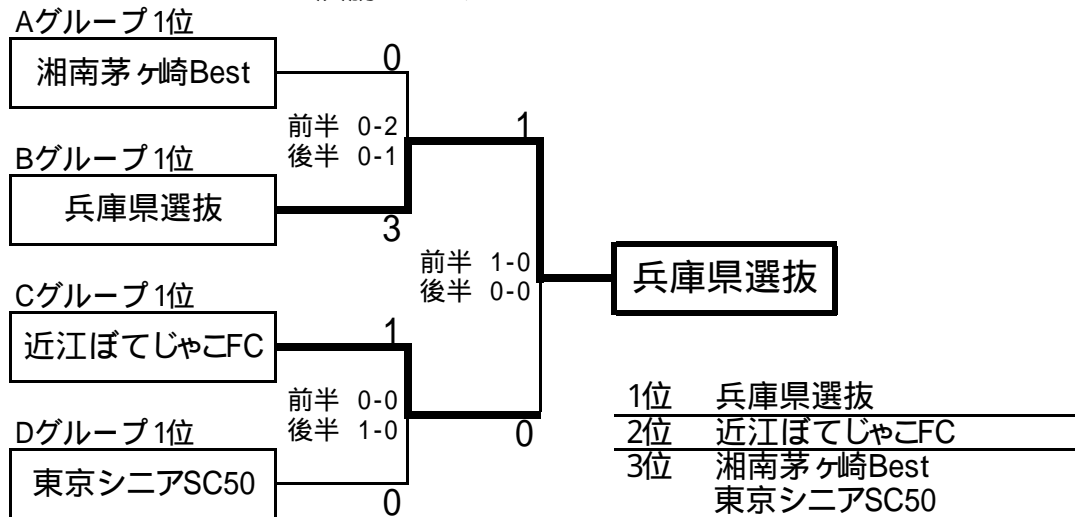 Aグループ1位
湘南茅ヶ崎Best
0
前半 0-2
後半 0-1
1
Bグループ1位
兵庫県選抜
3
前半 1-0
後半 0-0
兵庫県選抜
Cグループ1位
近江ぼてじゃこFC
1
前半 0-0
後半 1-0
0
Dグループ1位
東京シニアSC50
0
1位 兵庫県選抜
2位 近江ぼてじゃこFC
3位 湘南茅ヶ崎Best
東京シニアSC50